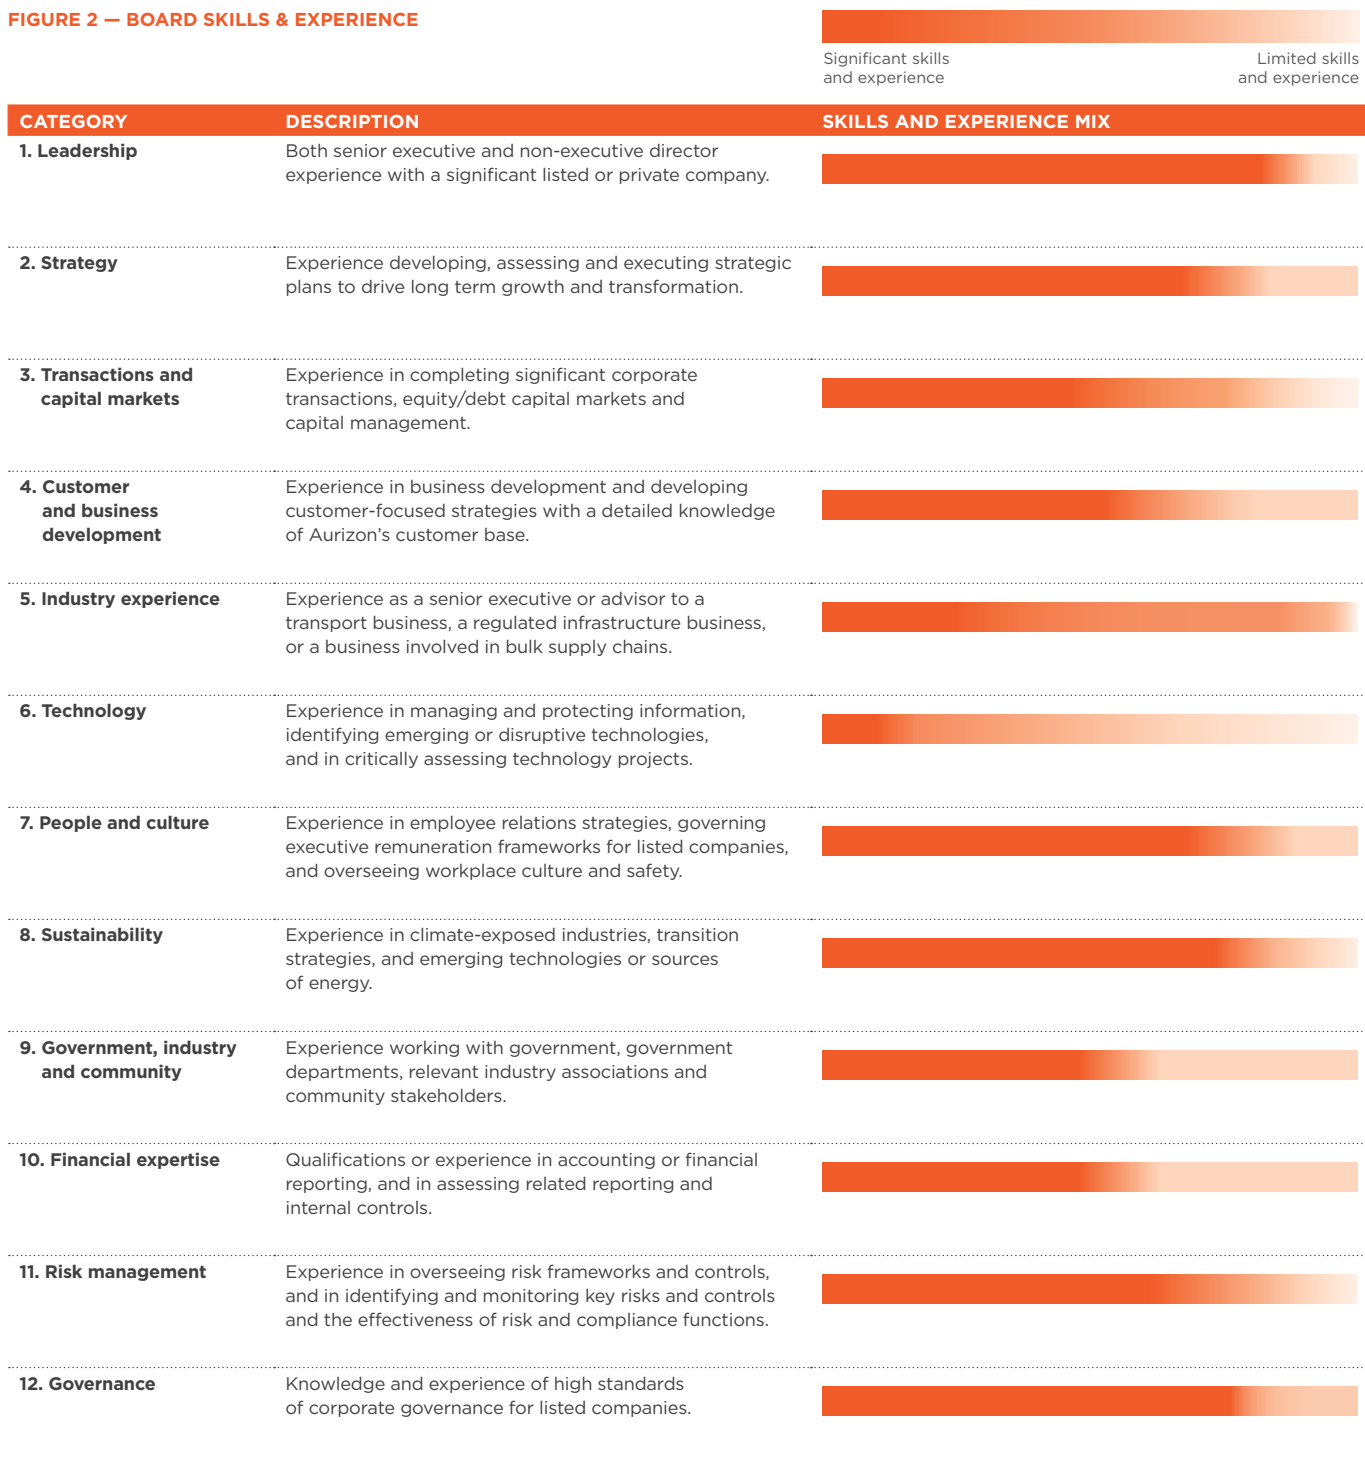 FIGURE 2 — BOARD SKILLS & EXPERIENCE
Significant skills
and experience
Limited skills
and experience
CATEGORY
DESCRIPTION
SKILLS AND EXPERIENCE MIX
1. Leadership
Both senior executive and non-executive director
experience with a significant listed or private company.
2. Strategy
Experience developing, assessing and executing strategic
plans to drive long term growth and transformation.
3. Transactions and
capital markets
Experience in completing significant corporate
transactions, equity/debt capital markets and
capital management.
4. Customer
and business
development
Experience in business development and developing
customer-focused strategies with a detailed knowledge
of Aurizon’s customer base.
5. Industry experience
Experience as a senior executive or advisor to a
transport business, a regulated infrastructure business,
or a business involved in bulk supply chains.
6. Technology
Experience in managing and protecting information,
identifying emerging or disruptive technologies,
and in critically assessing technology projects.
7. People and culture
Experience in employee relations strategies, governing
executive remuneration frameworks for listed companies,
and overseeing workplace culture and safety.
8. Sustainability
Experience in climate-exposed industries, transition
strategies, and emerging technologies or sources
of energy.
9. Government, industry
and community
Experience working with government, government
departments, relevant industry associations and
community stakeholders.
10. Financial expertise
Qualifications or experience in accounting or financial
reporting, and in assessing related reporting and
internal controls.
11. Risk management
Experience in overseeing risk frameworks and controls,
and in identifying and monitoring key risks and controls
and the effectiveness of risk and compliance functions.
12. Governance
Knowledge and experience of high standards
of corporate governance for listed companies.